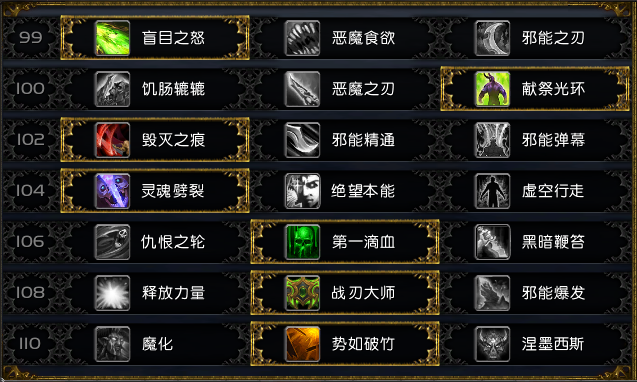 99 盲目之怒 恶魔食欲 邪能之刃
100 饥肠辘辘 恶魔之刃 献祭光环
102 毁灭之痕 邪能精通 邪能弹幕
104 灵魂劈裂 绝望本能 虚空行走
106 仇恨之轮 第一滴血 黑暗鞭笞
108 释放力量 战刃大师 邪能爆发
110 魔化 势如破竹 涅墨西斯